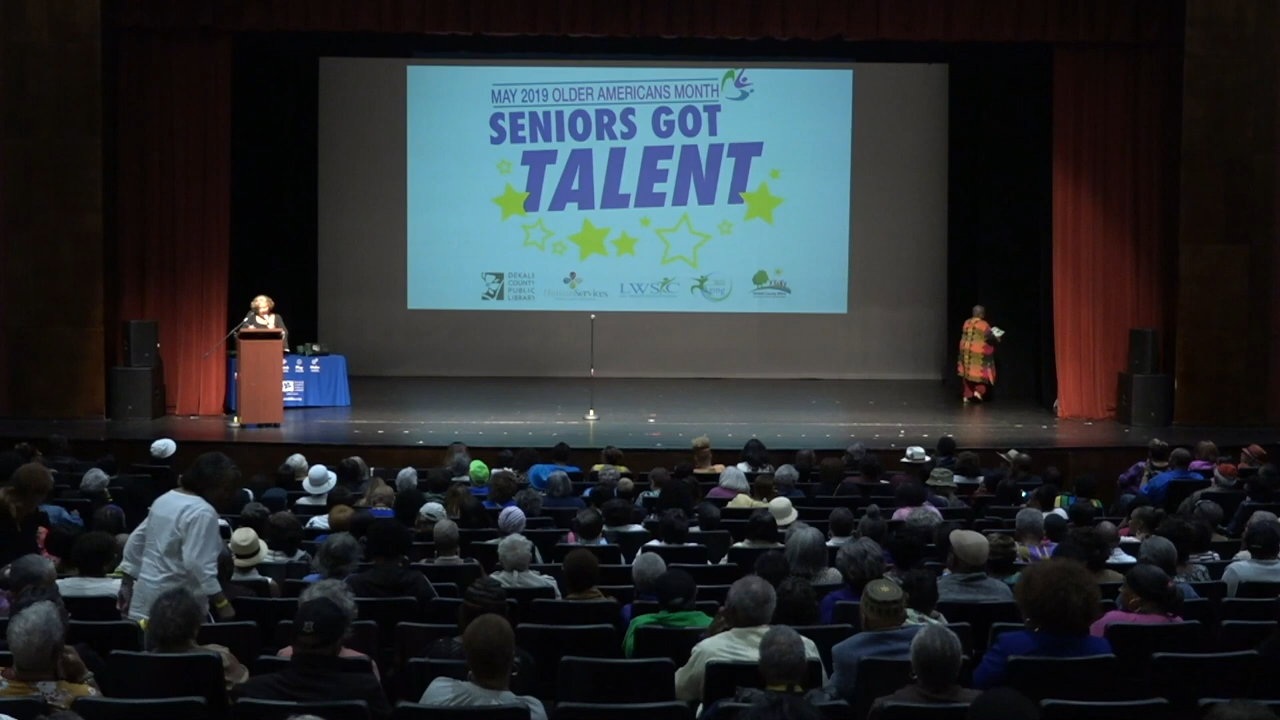 MAY 2019 OLDER AMERICANS MONTH
SENIORS GOT
TALENT
DEKALB
COUNTY
PUBLIC
LIBRARY
LWSC